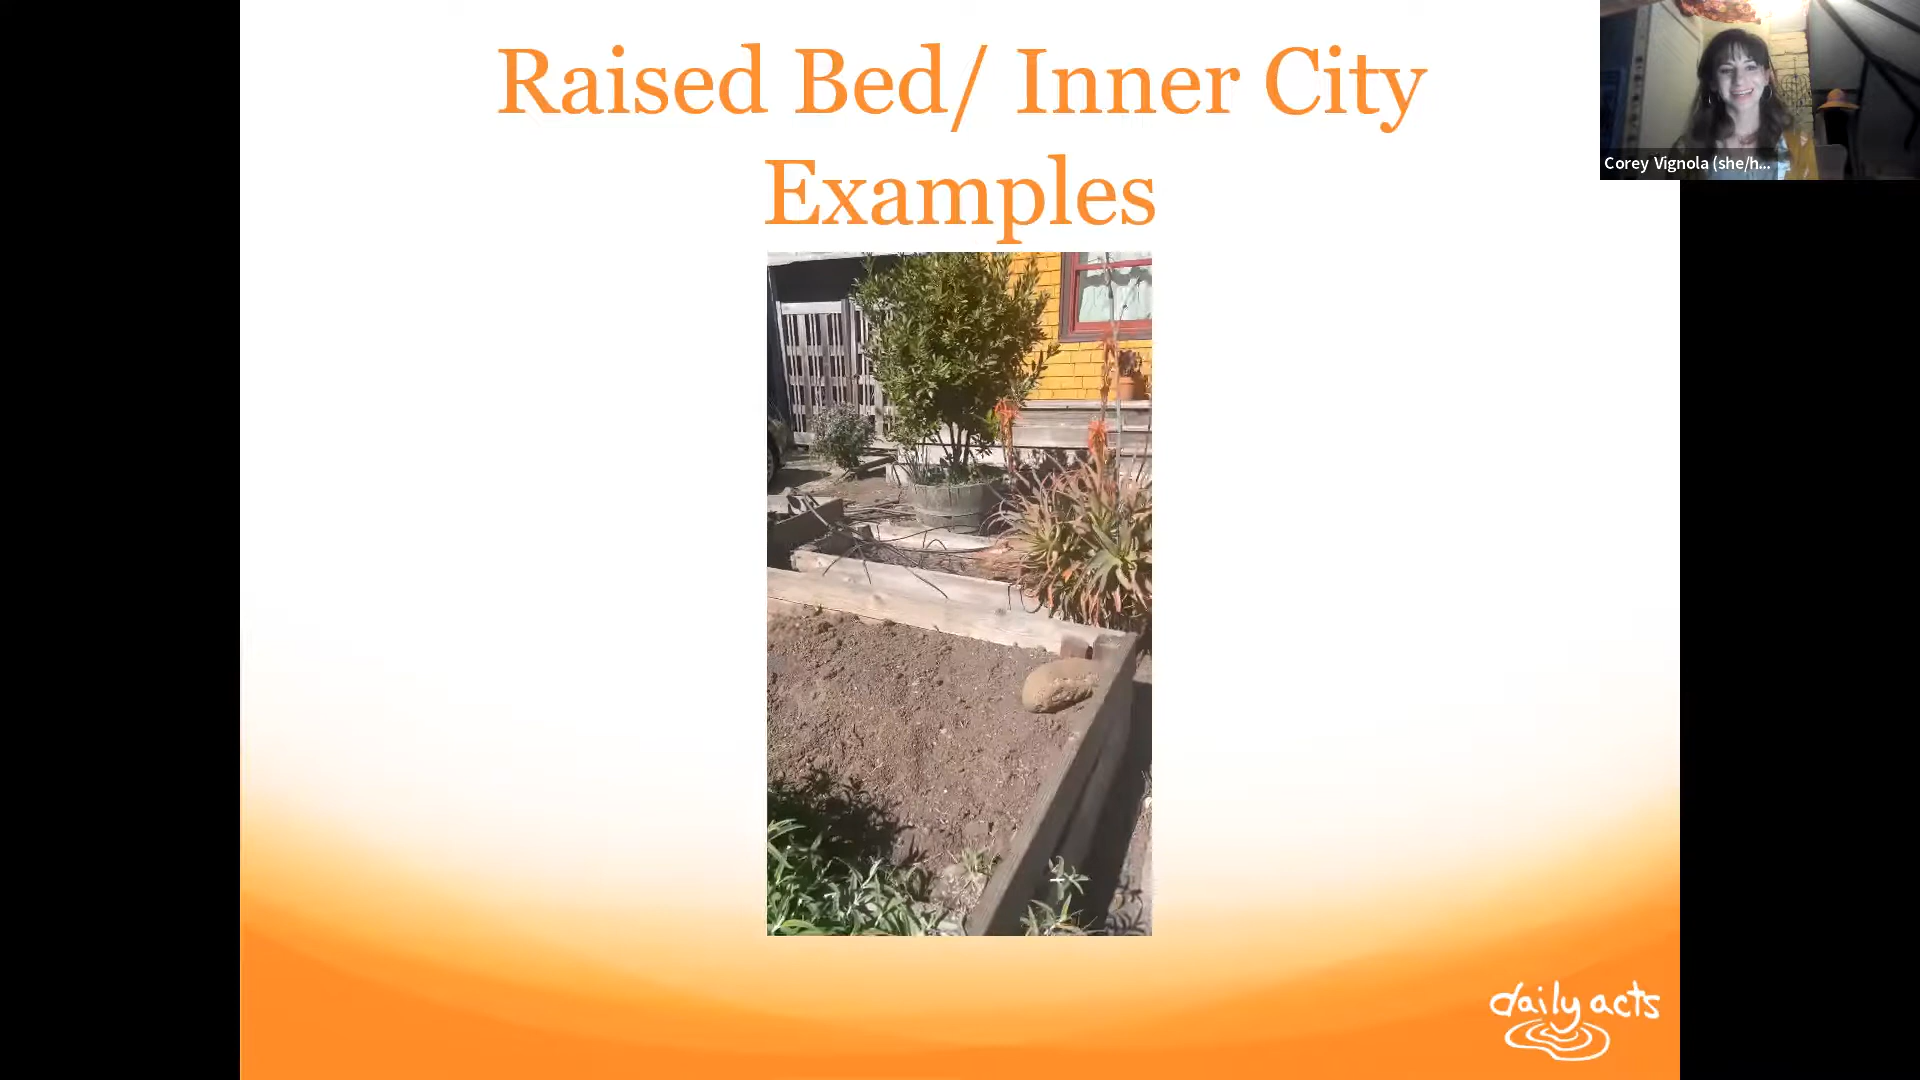 Raised Bed/ Inner City
Examples
Corey Vignola (she/h...
daily acts